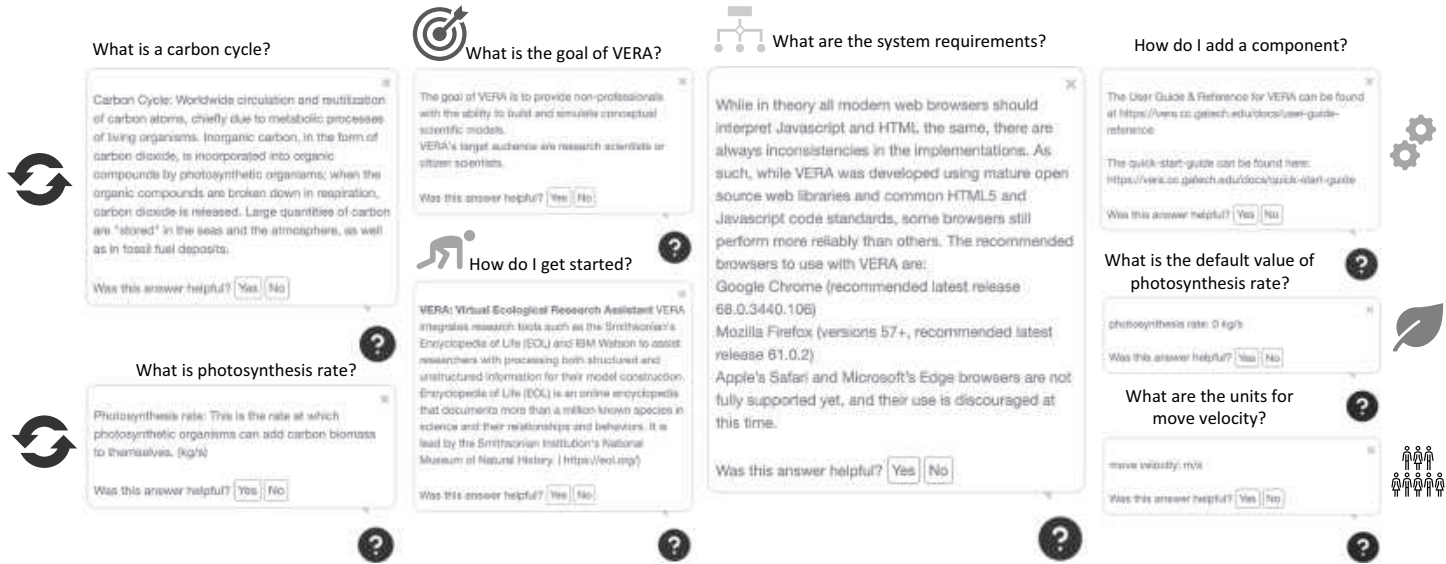 What is a carbon cycle?
Carbon Cycle: Worldwide circulation and reutilization
of carbon atoms, chiefly due to metabolic processes
of living organisms. Inorganic carbon, in the form of
carbon dioxide, is incorporated into organic
compounds by photosynthetic organisms; when the
organic compounds are broken down in respiration,
carbon dioxide is released. Large quantities of carbon
are "stored" in the seas and the atmosphere, as well
as in fossil fuel deposits.
Was this answer helpful? Yes No
?
What is photosynthesis rate?
Photosynthesis rate: This is the rate at which
photosynthetic organisms can add carbon biomass
to themselves. (kg/s)
Was this answer helpful? Yes No
?
What is the goal of VERA?
The goal of VERA is to provide non-professionals
with the ability to build and simulate conceptual
scientific models.
VERA's target audience are research scientists or
citizen scientists.
Was this answer helpful? Yes No
?
How do I get started?
VERA: Virtual Ecological Research Assistant VERA
integrates research tools such as the Smithsonian's
Encyclopedia of Life (EOL) and IBM Watson to assist
researchers with processing both structured and
unstructured information for their model construction.
Encyclopedia of Life (EOL) is an online encyclopedia
that documents more than a million known species in
science and their relationships and behaviors. It is
lead by the Smithsonian Institution's National
Museum of Natural History. | https://eol.org/)
Was this answer helpful? Yes No
?
What are the system requirements?
While in theory all modern web browsers should
interpret Javascript and HTML the same, there are
always inconsistencies in the implementations. As
such, while VERA was developed using mature open
source web libraries and common HTML5 and
Javascript code standards, some browsers still
perform more reliably than others. The recommended
browsers to use with VERA are:
Google Chrome (recommended latest release
68.0.3440.106)
Mozilla Firefox (versions 57+, recommended latest
release 61.0.2)
Apple's Safari and Microsoft's Edge browsers are not
fully supported yet, and their use is discouraged at
this time.
Was this answer helpful? Yes No
?
How do I add a component?
The User Guide & Reference for VERA can be found
at https://vera.cc.gatech.edu/docs/user-guide-
reference
The quick-start-guide can be found here:
https://vera.cc.gatech.edu/docs/quick-start-guide
Was this answer helpful? Yes No
?
What is the default value of
photosynthesis rate?
photosynthesis rate: 0 kg/s
Was this answer helpful? Yes No
?
What are the units for
move velocity?
move velocity: m/s
Was this answer helpful? Yes No
?